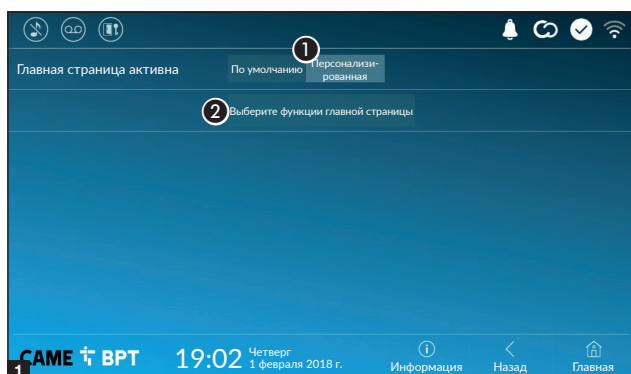 1
Главная страница активна
По умолчанию
Персонализи-
рованная
2
Выберите функции главной страницы
CAME BPT
19:02
Четверг
1 февраля 2018 г.
Информация
Назад
Главная
1